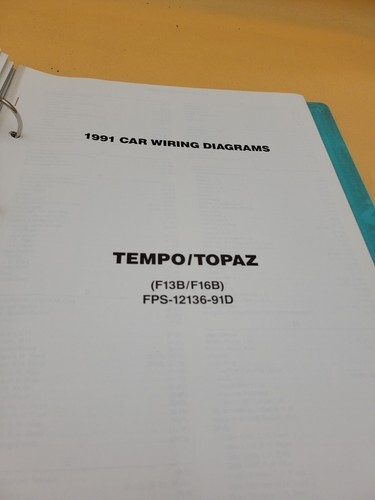 1991 CAR WIRING DIAGRAMS
TEMPO/TOPAZ
(F13B/F16B)
FPS-12136-91D